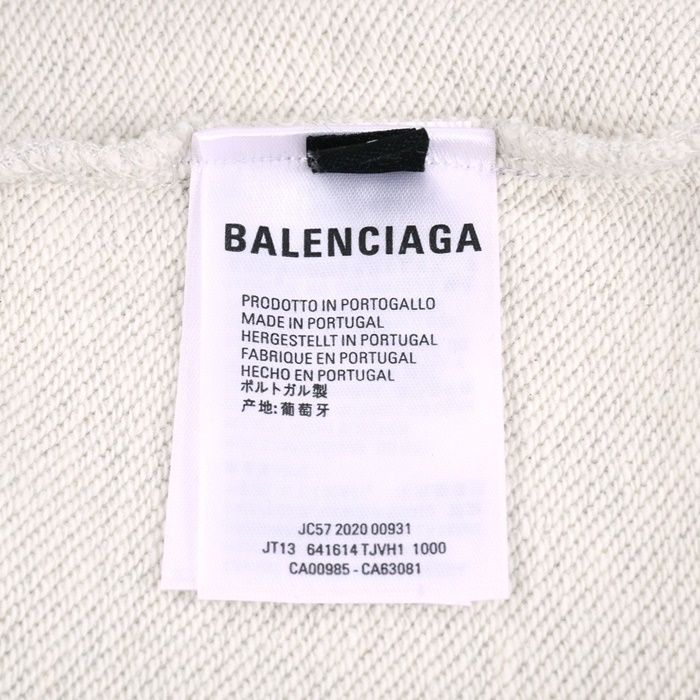 BALENCIAGA
PRODOTTO IN PORTOGALLO
MADE IN PORTUGAL
HERGESTELLT IN PORTUGAL
FABRIQUE EN PORTUGAL
HECHO EN PORTUGAL
ポルトガル製
产地:葡萄牙
JC57 2020 00931
JT13 641614 TJVH1 1000
CA00985 - CA63081